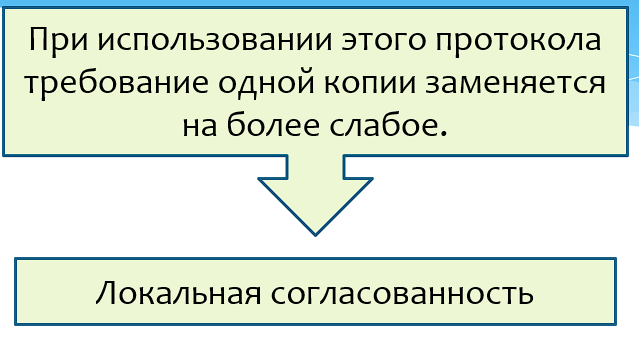 При использовании этого протокола
требование одной копии заменяется
на более слабое.
Локальная согласованность